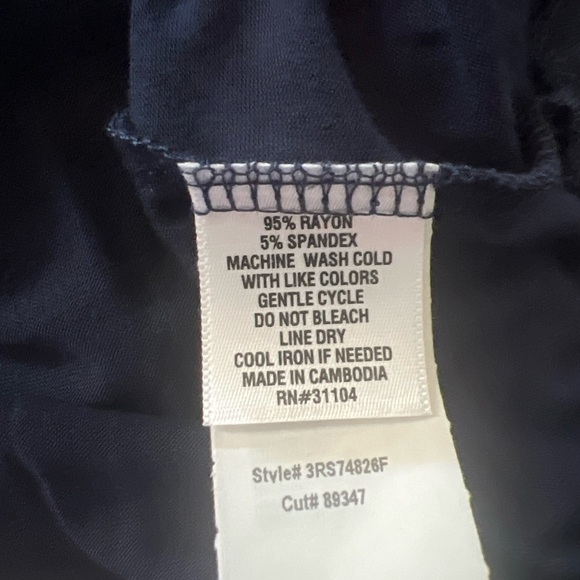 95% RAYON
5% SPANDEX
MACHINE WASH COLD
WITH LIKE COLORS
GENTLE CYCLE
DO NOT BLEACH
LINE DRY
COOL IRON IF NEEDED
MADE IN CAMBODIA
RN#31104
Style# 3RS74826F
Cut# 89347